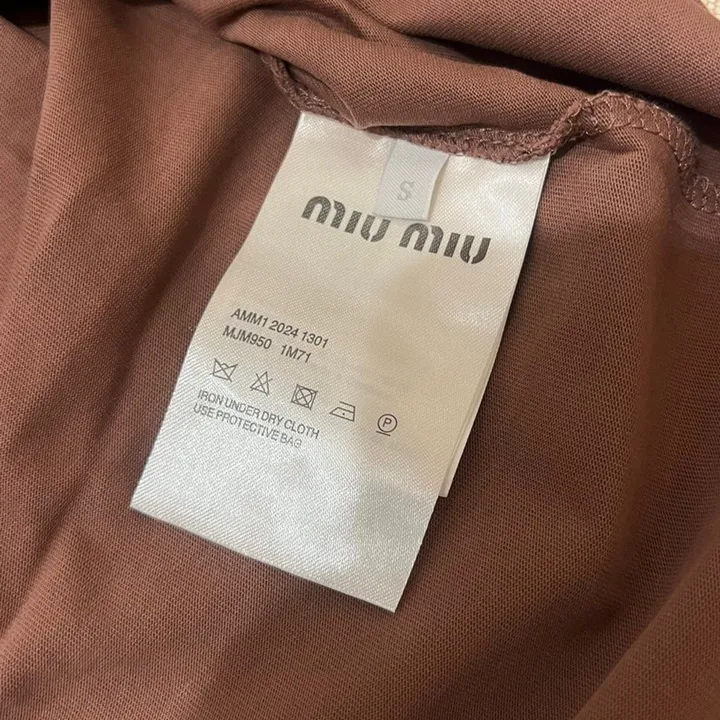 S
miu miu
AMM1 2024 1301
MJM950 1M71
P
IRON UNDER DRY CLOTH
USE PROTECTIVE BAG